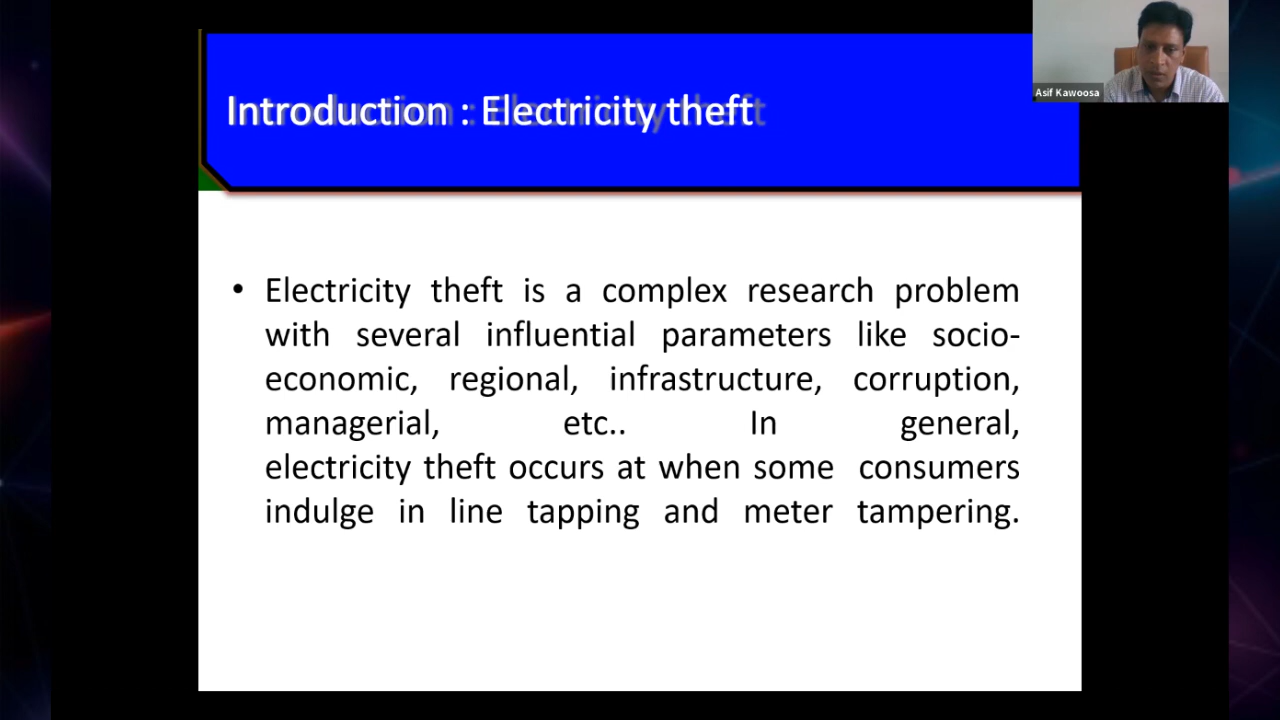 Introduction : Electricity theft
Asif Kawoosa
• Electricity theft is a complex research problem
with several influential parameters like socio-
economic, regional, infrastructure, corruption,
managerial, etc.. In general,
electricity theft occurs at when some consumers
indulge in line tapping and meter tampering.